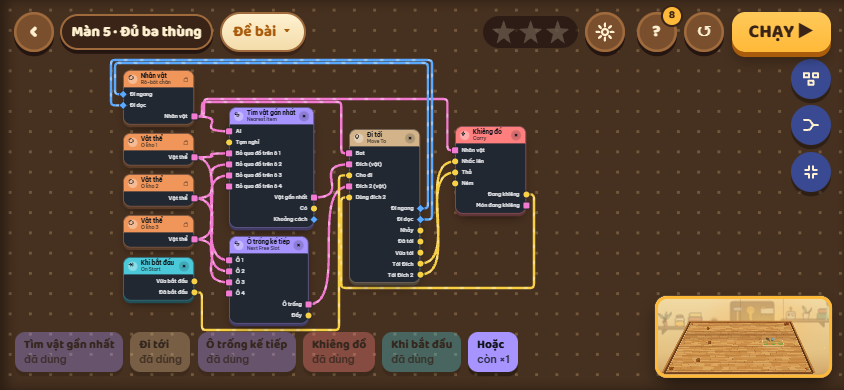 Màn 5 · Đủ ba thùng
Đề bài
?
8
CHẠY
Nhân vật
Rô-bốt chân
Đi ngang
Đi dọc
Nhân vật
Vật thể
Ô kho 1
Vật thể
Vật thể
Ô kho 2
Vật thể
Vật thể
Ô kho 3
Vật thể
Khi bắt đầu
On Start
Vừa bắt đầu
Đã bắt đầu
Tìm vật gần nhất
Nearest Item
Ai
Tạm nghỉ
Bỏ qua đồ trên ô 1
Bỏ qua đồ trên ô 2
Bỏ qua đồ trên ô 3
Bỏ qua đồ trên ô 4
Vật gần nhất
Có
Khoảng cách
Ô trống kế tiếp
Next Free Slot
Ô 1
Ô 2
Ô 3
Ô 4
Ô trống
Đầy
Đi tới
Move To
Bot
Đích (vật)
Cho đi
Đích 2 (vật)
Dùng đích 2
Đi ngang
Đi dọc
Nhảy
Đã tới
Vừa tới
Tới Đích
Tới Đích 2
Khiêng đồ
Carry
Nhân vật
Nhấc lên
Thả
Ném
Đang khiêng
Món đang khiêng
Tìm vật gần nhất
đã dùng
Đi tới
đã dùng
Ô trống kế tiếp
đã dùng
Khiêng đồ
đã dùng
Khi bắt đầu
đã dùng
Hoặc
còn ×1